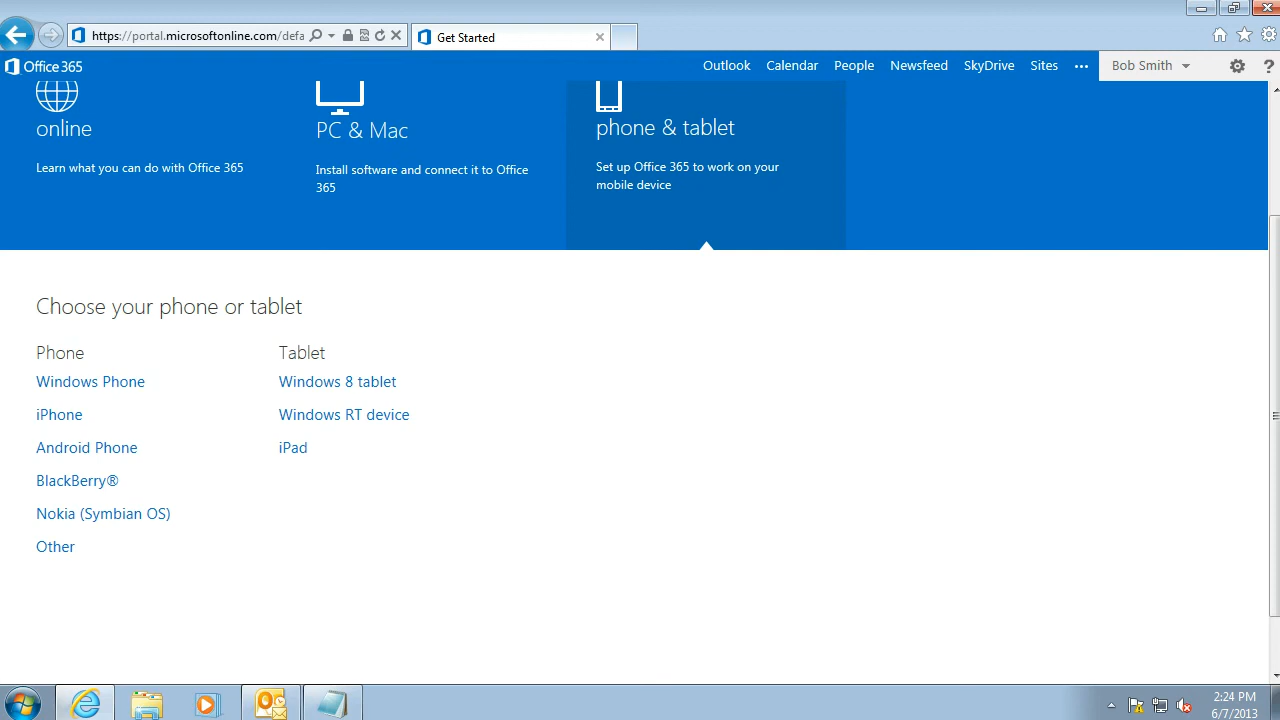 https://portal.microsoftonline.com/defa
Get Started
Office 365
Outlook
Calendar
People
Newsfeed
SkyDrive
Sites
...
Bob Smith
?
online
Learn what you can do with Office 365
PC & Mac
Install software and connect it to Office
365
phone & tablet
Set up Office 365 to work on your
mobile device
Choose your phone or tablet
Phone
Windows Phone
iPhone
Android Phone
BlackBerry®
Nokia (Symbian OS)
Other
Tablet
Windows 8 tablet
Windows RT device
iPad
2:24 PM
6/7/2013